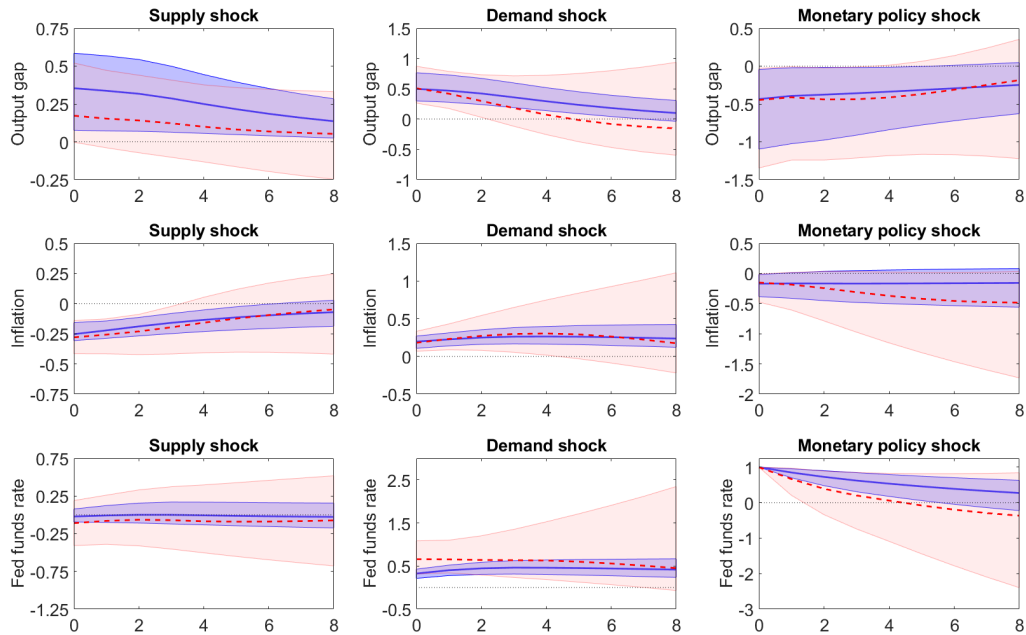 Supply shock
Demand shock
Monetary policy shock
Output gap
0.75
0.5
0.25
0
-0.25
0 2 4 6 8
Output gap
1.5
1
0.5
0
-0.5
-1
0 2 4 6 8
Output gap
0.5
0
-0.5
-1
-1.5
0 2 4 6 8
Supply shock
Demand shock
Monetary policy shock
Inflation
0.5
0.25
0
-0.25
-0.5
-0.75
0 2 4 6 8
Inflation
1.5
1
0.5
0
-0.5
0 2 4 6 8
Inflation
0.5
0
-0.5
-1
-1.5
-2
0 2 4 6 8
Supply shock
Demand shock
Monetary policy shock
Fed funds rate
0.75
0.25
-0.25
-0.75
-1.25
0 2 4 6 8
Fed funds rate
2.5
1.5
0.5
-0.5
0 2 4 6 8
Fed funds rate
1
0
-1
-2
-3
0 2 4 6 8